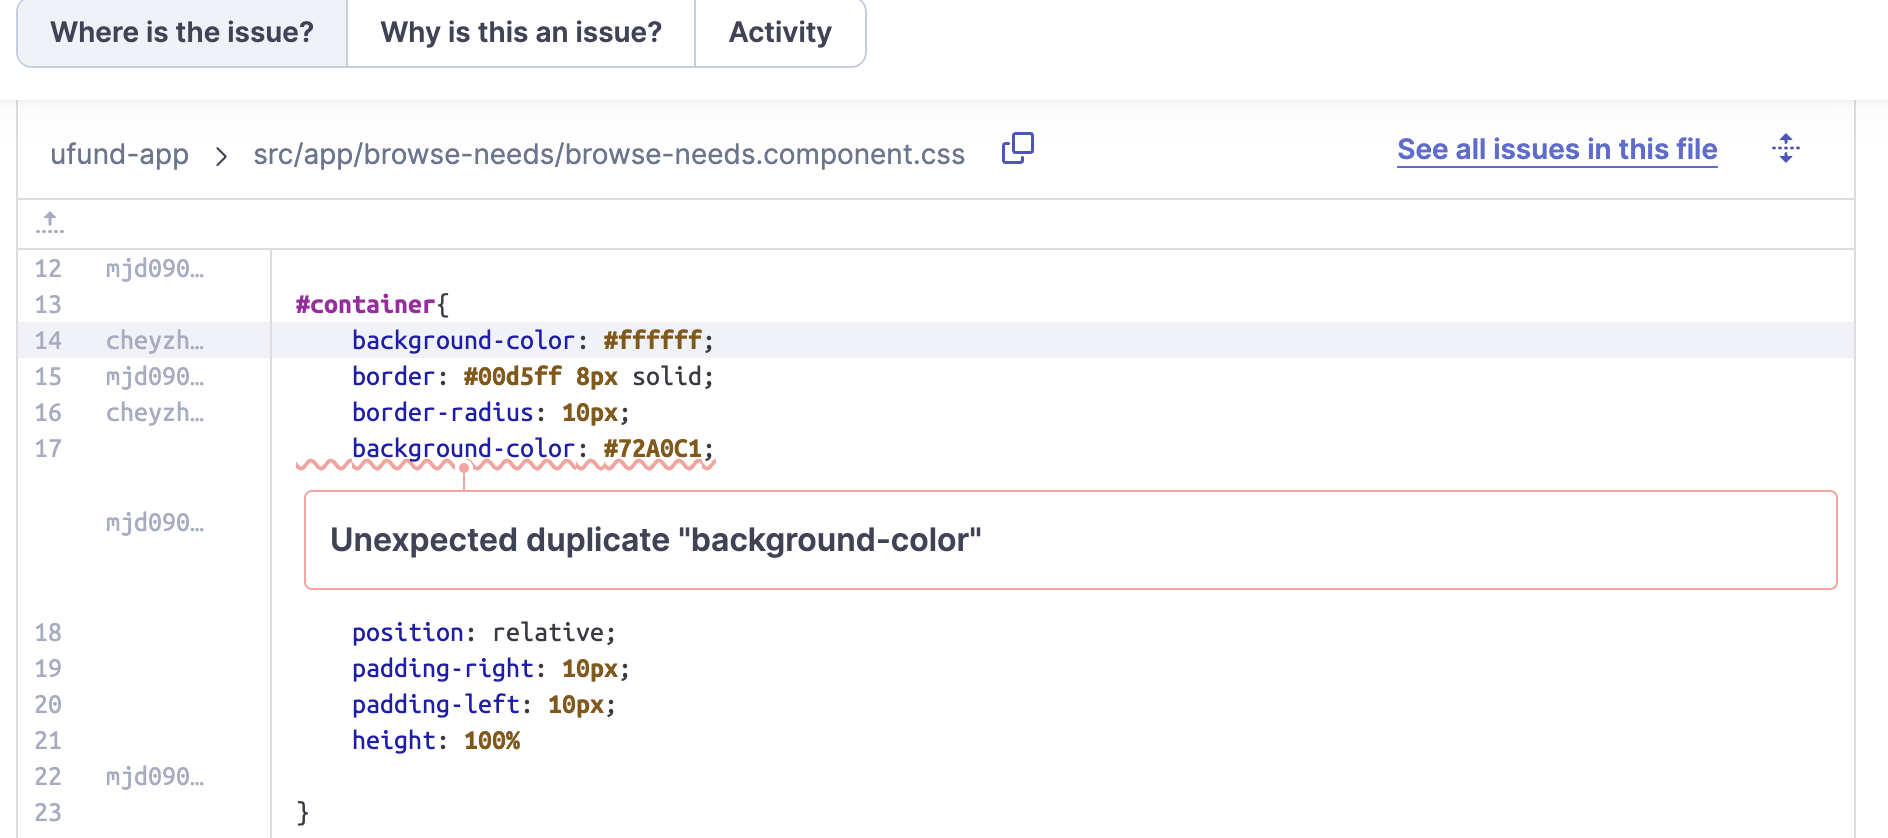 Where is the issue? Why is this an issue? Activity
ufund-app > src/app/browse-needs/browse-needs.component.css See all issues in this file
12 mjd090…
13 #container{
14 cheyzh… background-color: #ffffff;
15 mjd090… border: #00d5ff 8px solid;
16 cheyzh… border-radius: 10px;
17 background-color: #72A0C1;
mjd090… Unexpected duplicate "background-color"
18 position: relative;
19 padding-right: 10px;
20 padding-left: 10px;
21 height: 100%
22 mjd090…
23 }